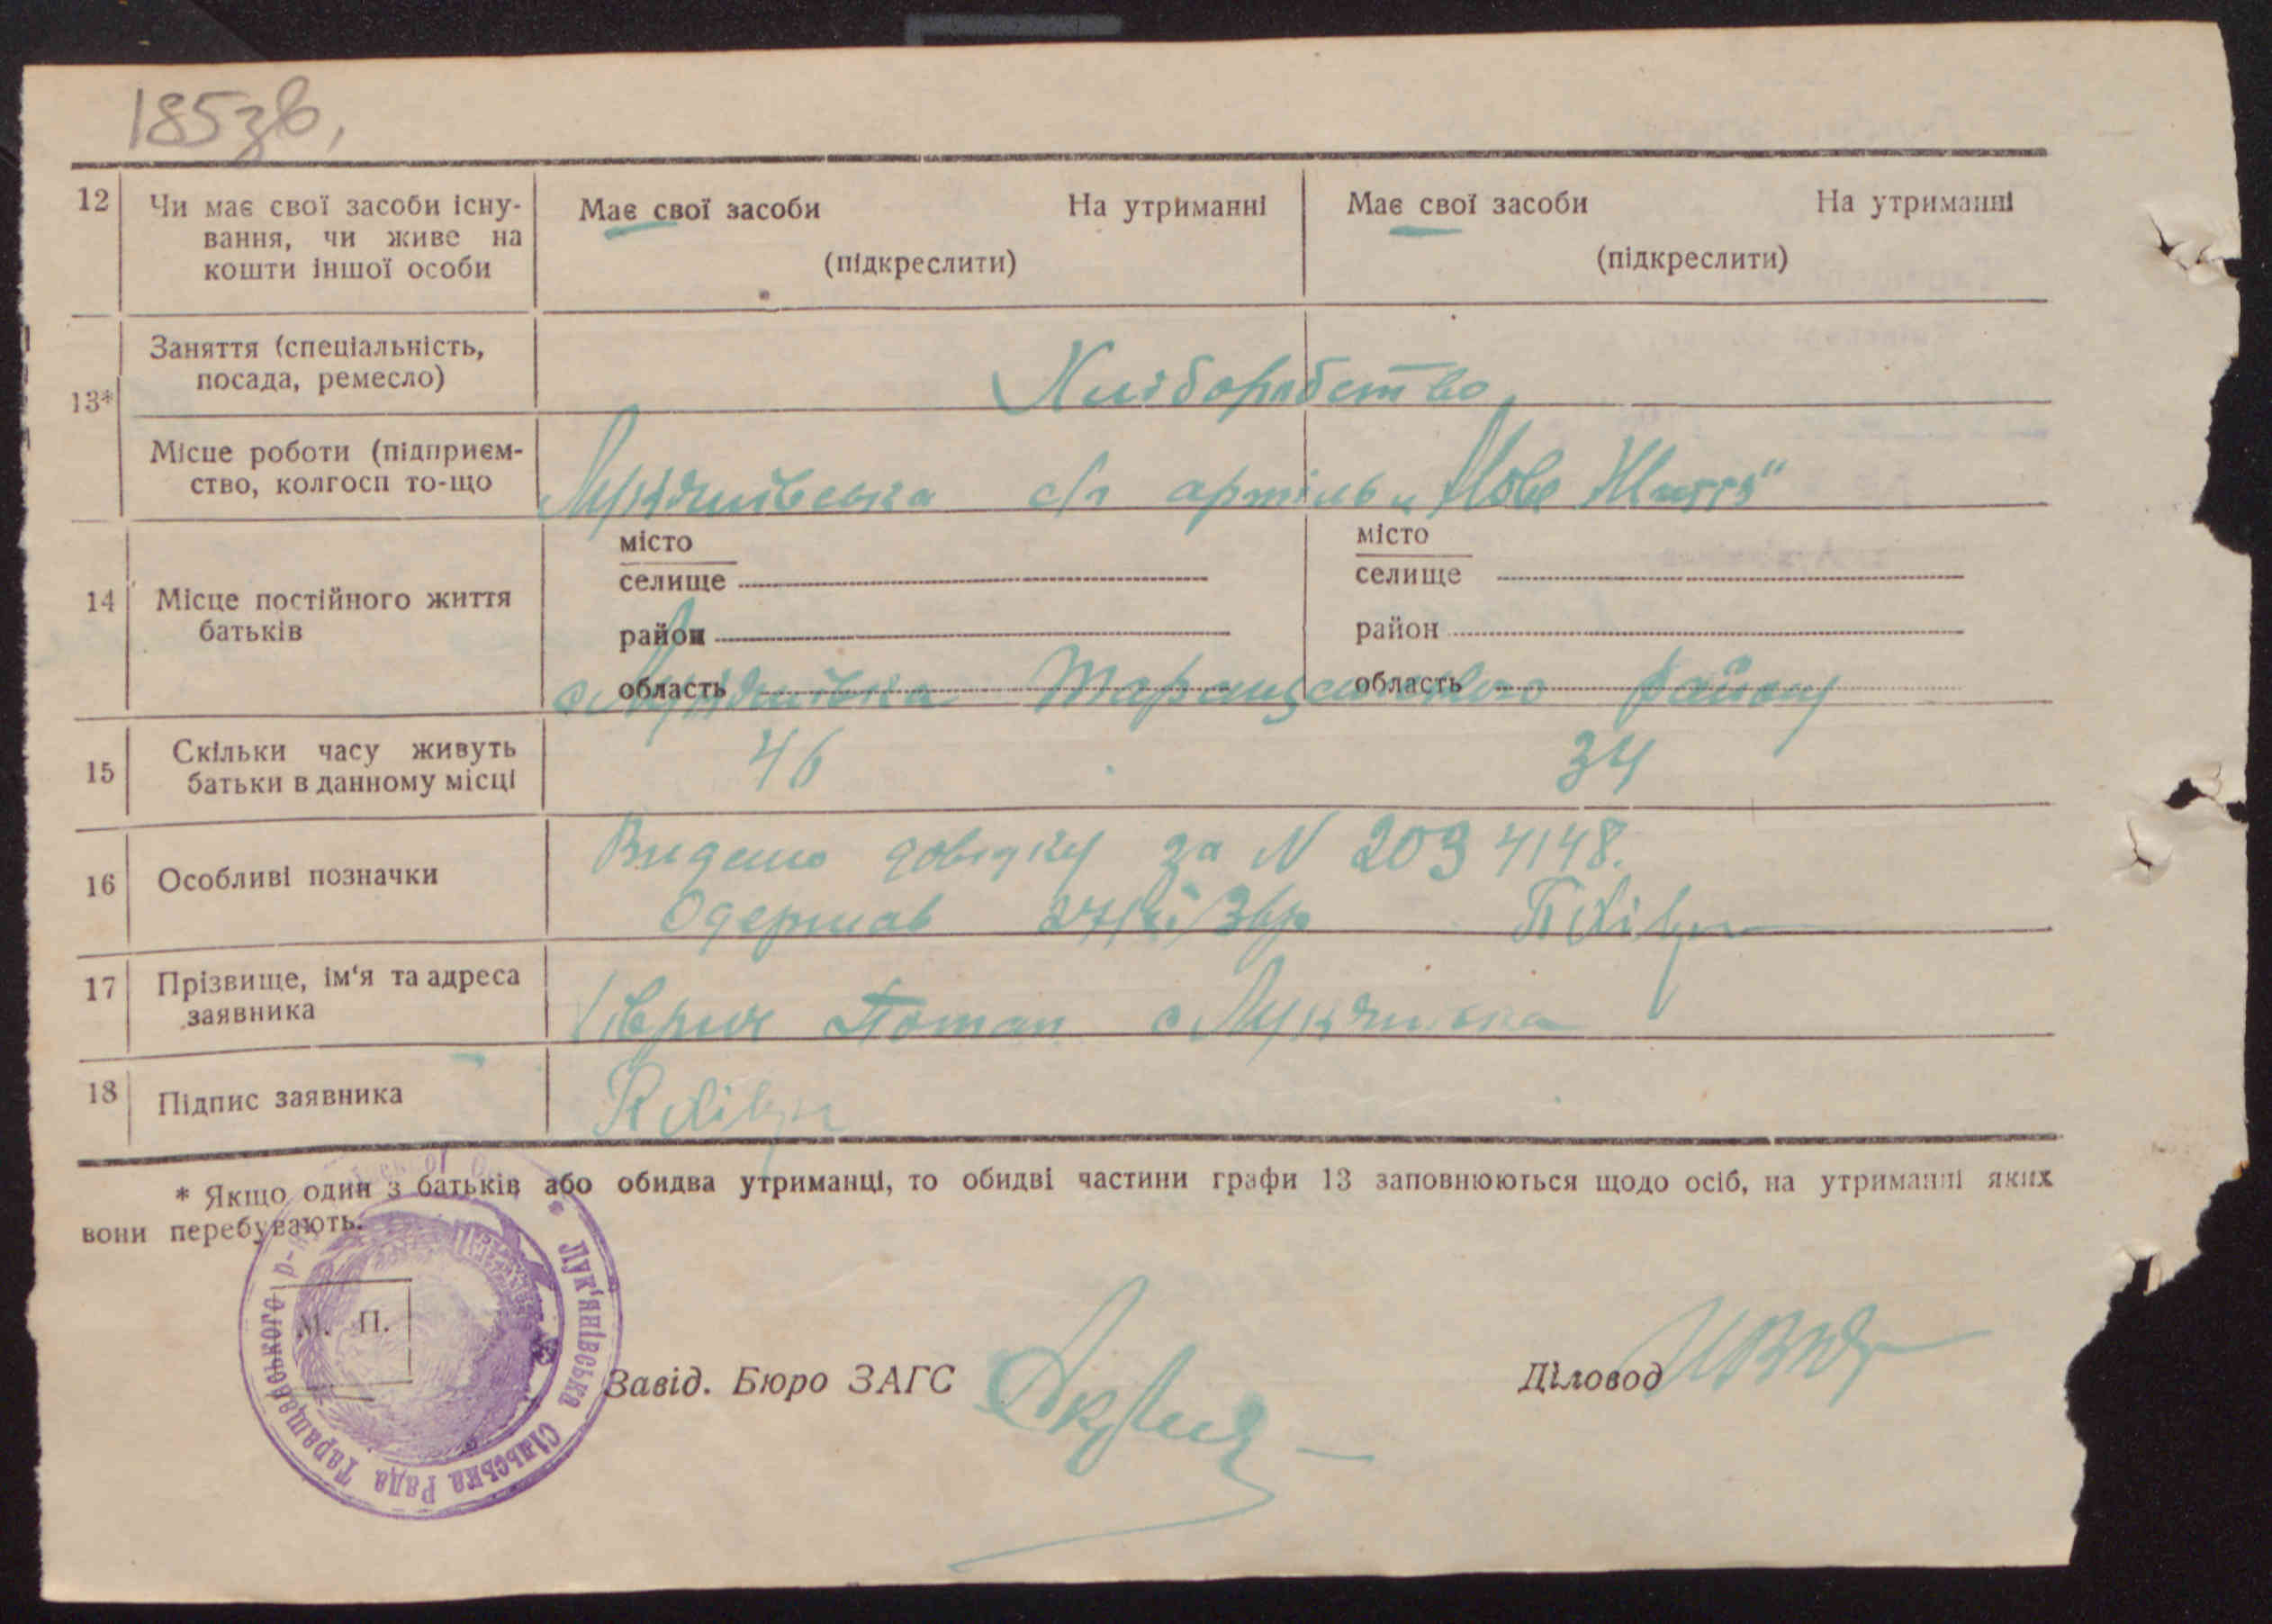 185зв,
12 Чи має свої засоби існу- Має свої засоби На утриманні Має свої засоби На утриманні
вання, чи живе на
кошти іншої особи (підкреслити) (підкреслити)
13* Заняття (спеціальність,
посада, ремесло) Хліборобство
Місце роботи (підприєм-
ство, колгосп то-що Лук'янівська с/г артіль „Нове Життя"
14 Місце постійного життя
батьків
місто місто
селище селище
район район
область область
с Лук'янівка Таращанського району
15 Скільки часу живуть
батьки в данному місці 46 34
16 Особливі позначки Видано довідку за N 2034148.
Одержав
17 Прізвище, ім'я та адреса
заявника Потап с Лук'янівка
18 Підпис заявника
* Якщо один з батьків або обидва утриманці, то обидві частини графи 13 заповнюються щодо осіб, на утриманні яких
вони перебувають.
М. П.
Лук'янівська Сільська Рада Таращанського р-
Завід. Бюро ЗАГС Діловод